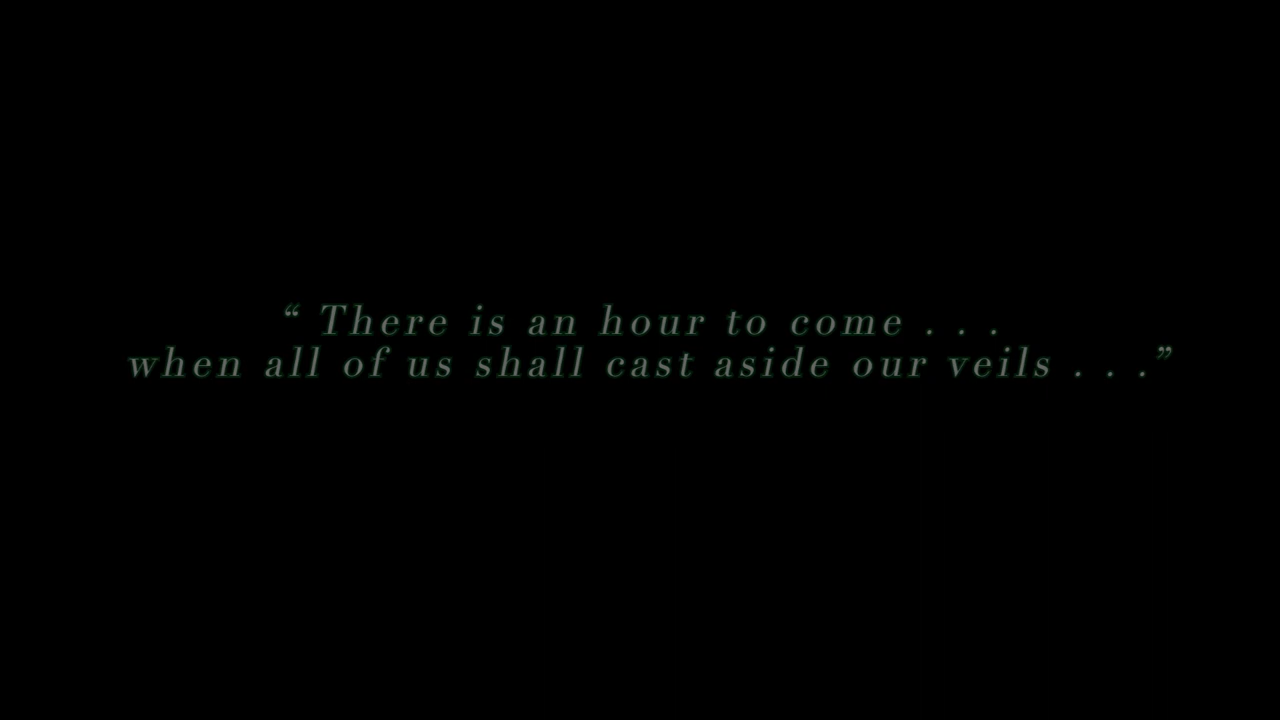 “ There is an hour to come . . .
when all of us shall cast aside our veils . . .”